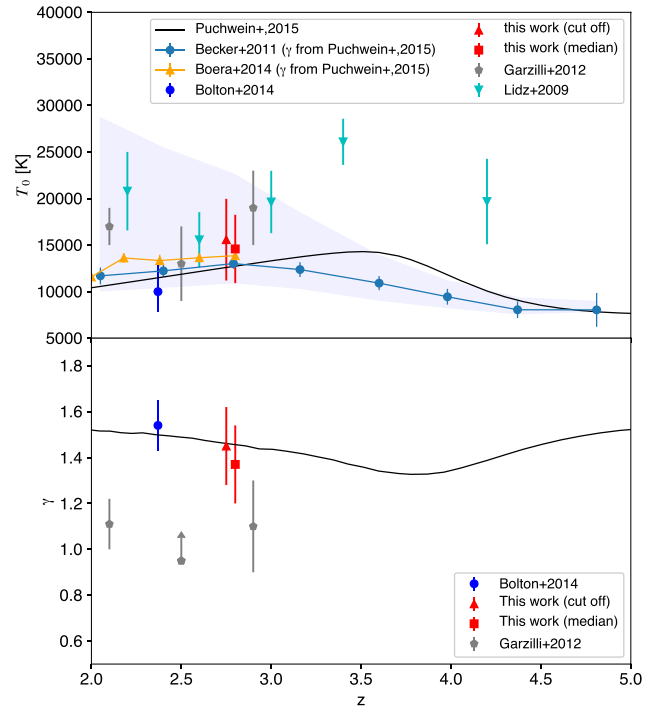 Puchwein+,2015
Becker+2011 (γ from Puchwein+,2015)
Boera+2014 (γ from Puchwein+,2015)
Bolton+2014
this work (cut off)
this work (median)
Garzilli+2012
Lidz+2009
40000
35000
30000
25000
20000
15000
10000
5000
T₀ [K]
1.8
1.6
1.4
1.2
1.0
0.8
0.6
γ
Bolton+2014
This work (cut off)
This work (median)
Garzilli+2012
2.0 2.5 3.0 3.5 4.0 4.5 5.0
z